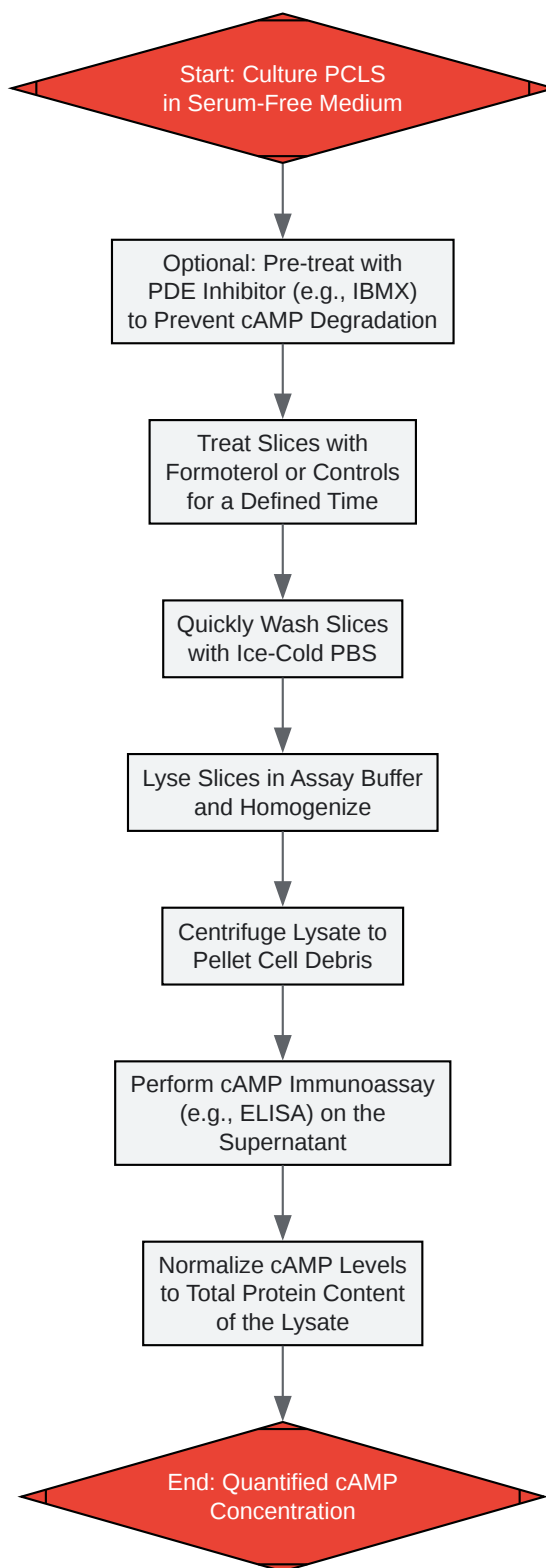 Start: Culture PCLS
in Serum-Free Medium
Optional: Pre-treat with
PDE Inhibitor (e.g., IBMX)
to Prevent cAMP Degradation
Treat Slices with
Formoterol or Controls
for a Defined Time
Quickly Wash Slices
with Ice-Cold PBS
Lyse Slices in Assay Buffer
and Homogenize
Centrifuge Lysate to
Pellet Cell Debris
Perform cAMP Immunoassay
(e.g., ELISA) on the
Supernatant
Normalize cAMP Levels
to Total Protein Content
of the Lysate
End: Quantified cAMP
Concentration